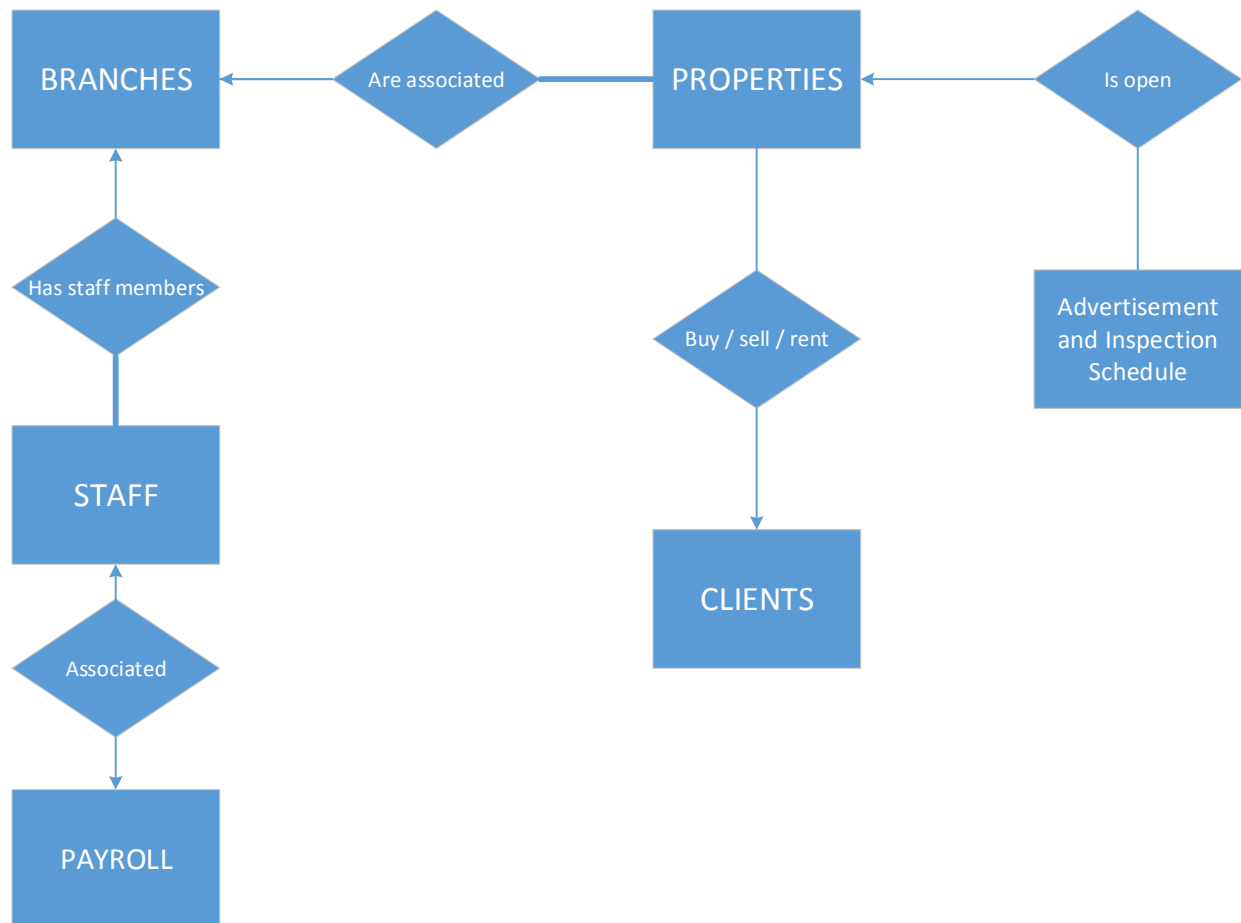 BRANCHES
Are associated
PROPERTIES
Is open
Has staff members
Buy / sell / rent
Advertisement
and Inspection
Schedule
STAFF
CLIENTS
Associated
PAYROLL